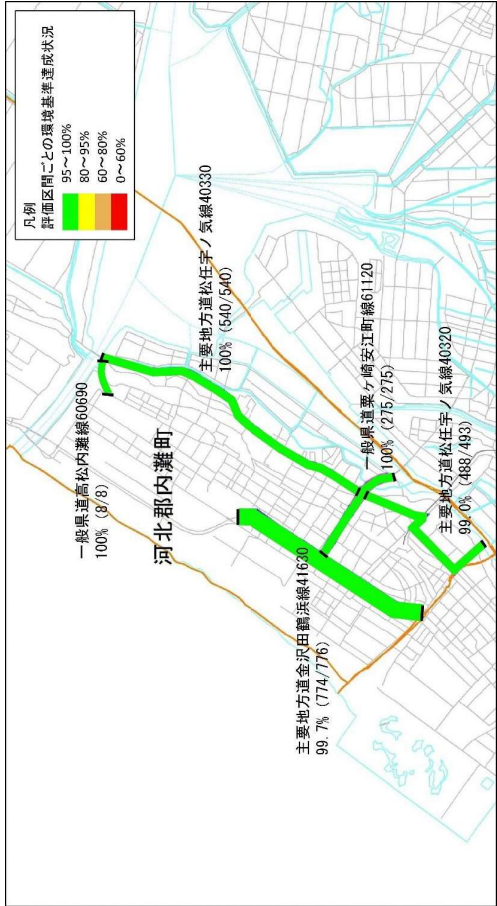 凡例
評価区間ごとの環境基準達成状況
95～100%
80～95%
60～80%
0～60%
一般県道高松内灘線60690
100% (8/8)
主要地方道松任宇ノ気線40330
100% (540/540)
河北郡内灘町
一般県道粟ヶ崎安江町線61120
100% (275/275)
主要地方道金沢田鶴浜線41630
99.7% (774/776)
主要地方道松任宇ノ気線40320
99.0% (488/493)